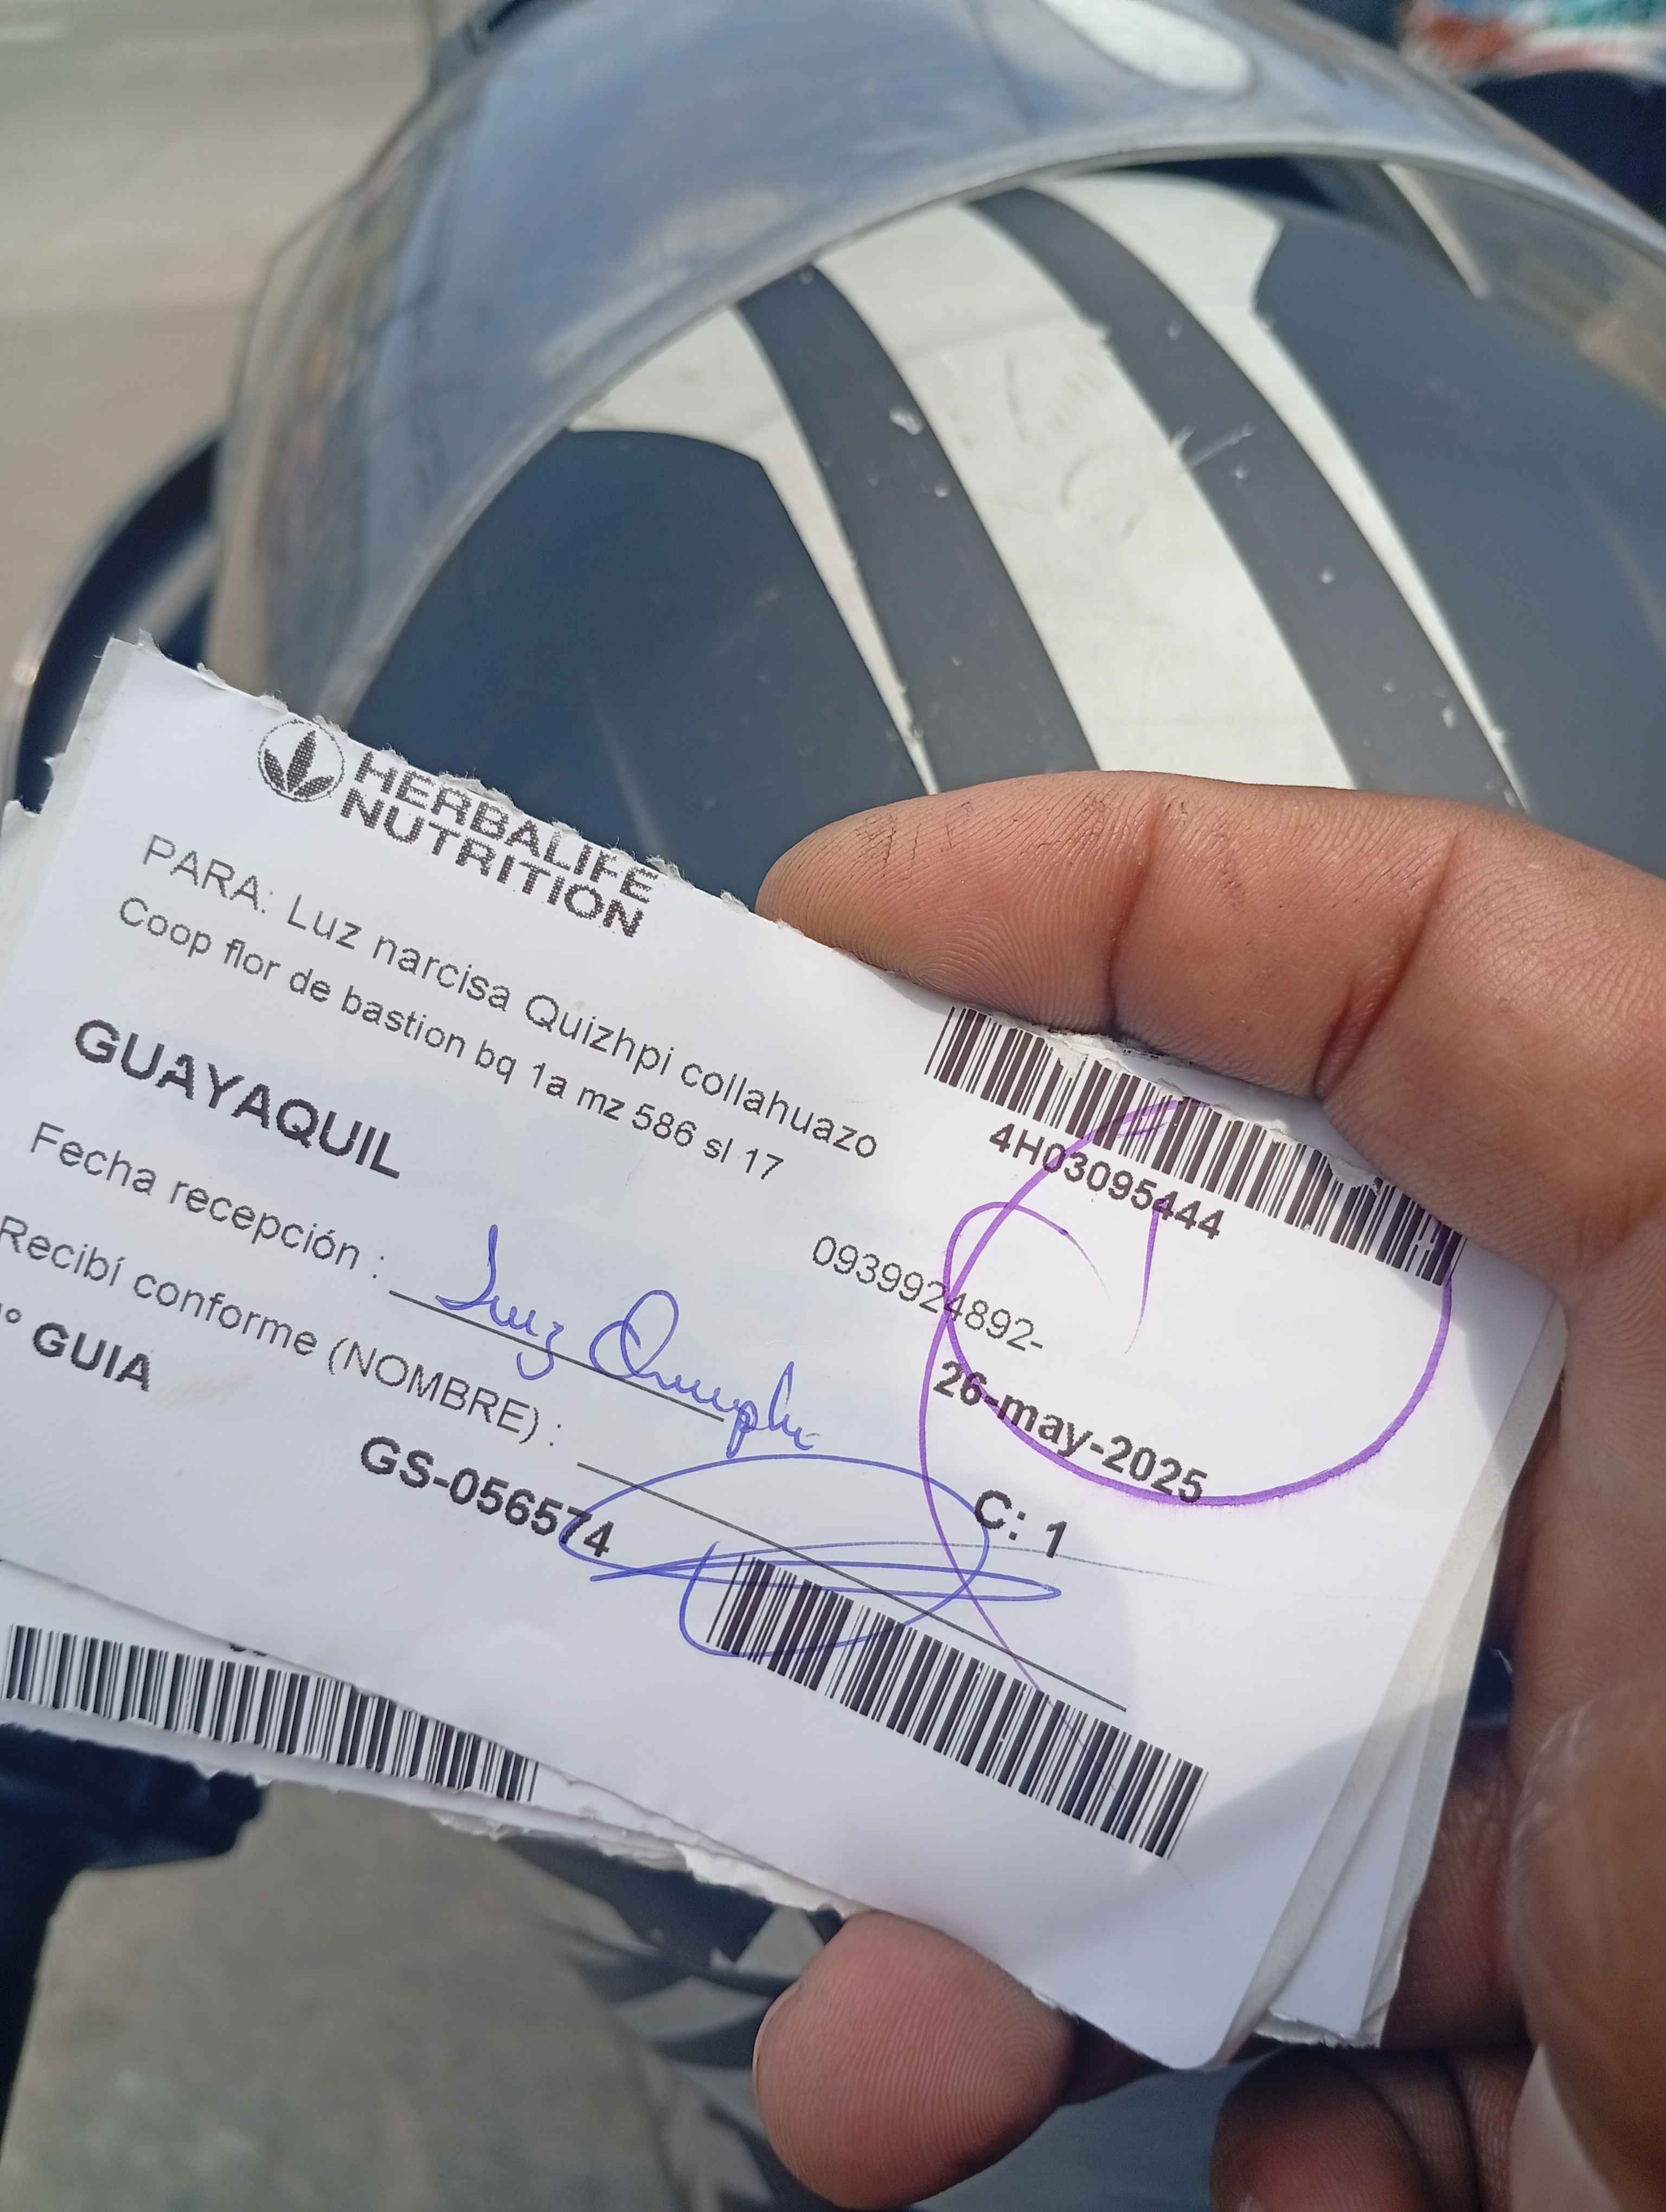 HERBALIFE
NUTRITION
PARA: Luz narcisa Quizhpi collahuazo
Coop flor de bastion bq 1a mz 586 sl 17
4H03095444
GUAYAQUIL
0939924892-
Fecha recepción :
Luz Quizhpi
26-may-2025
Recibí conforme (NOMBRE) :
C: 1
° GUIA
GS-056574